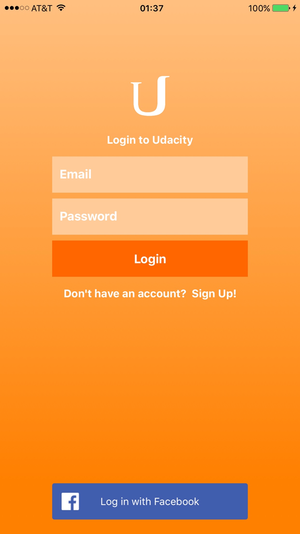 AT&T 01:37 100%
U
Login to Udacity
Email
Password
Login
Don't have an account? Sign Up!
f Log in with Facebook